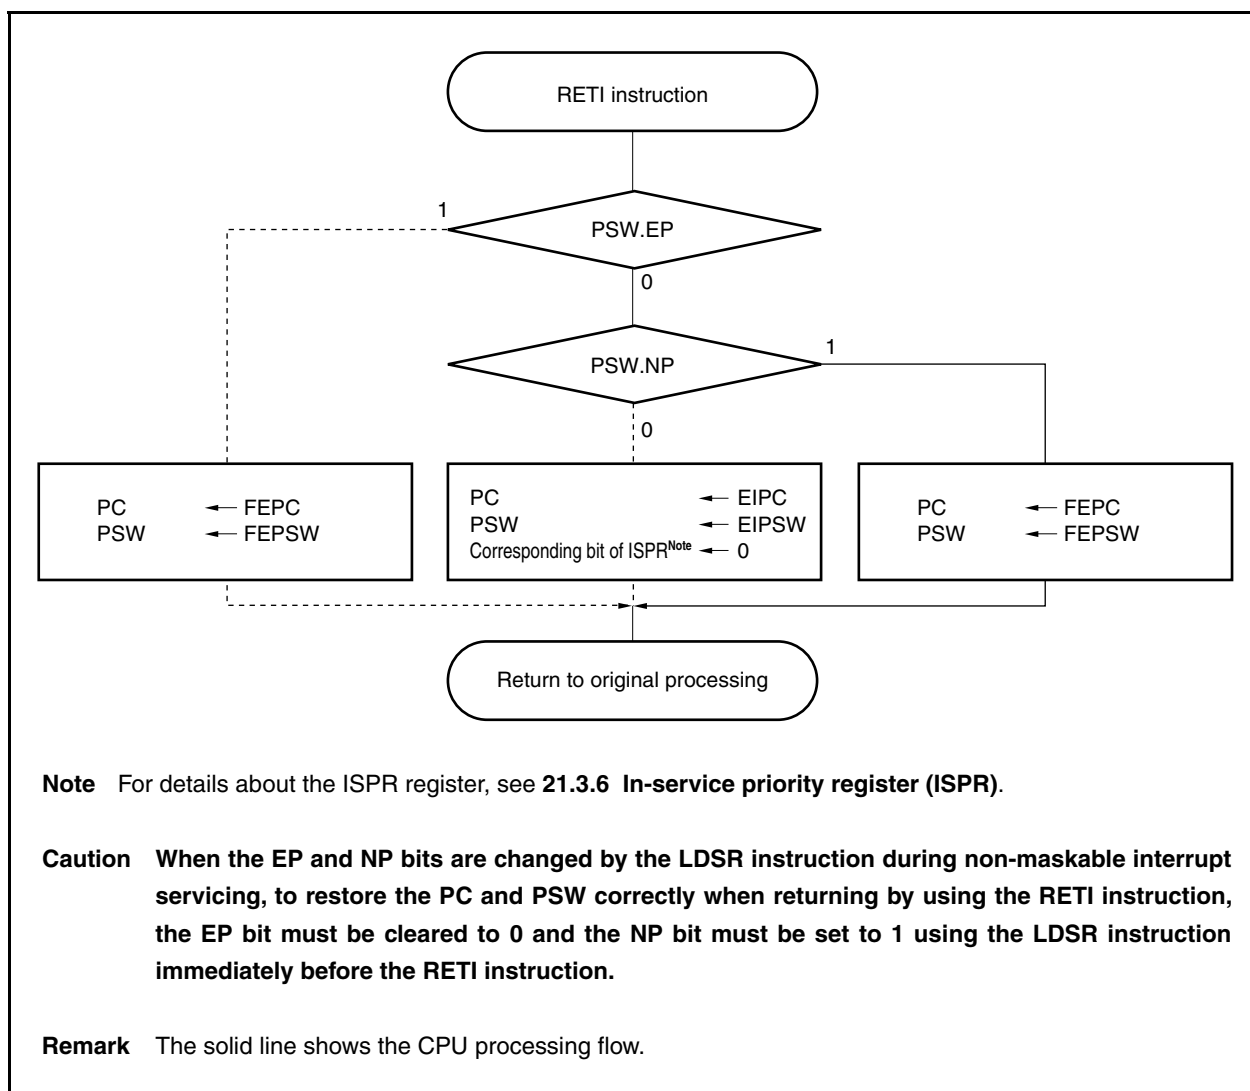 RETI instruction
1
PSW.EP
0
1
PSW.NP
0
PC ← FEPC
PSW ← FEPSW
PC ← EIPC
PSW ← EIPSW
Corresponding bit of ISPRNote ← 0
PC ← FEPC
PSW ← FEPSW
Return to original processing
Note For details about the ISPR register, see 21.3.6 In-service priority register (ISPR).
Caution When the EP and NP bits are changed by the LDSR instruction during non-maskable interrupt
servicing, to restore the PC and PSW correctly when returning by using the RETI instruction,
the EP bit must be cleared to 0 and the NP bit must be set to 1 using the LDSR instruction
immediately before the RETI instruction.
Remark The solid line shows the CPU processing flow.